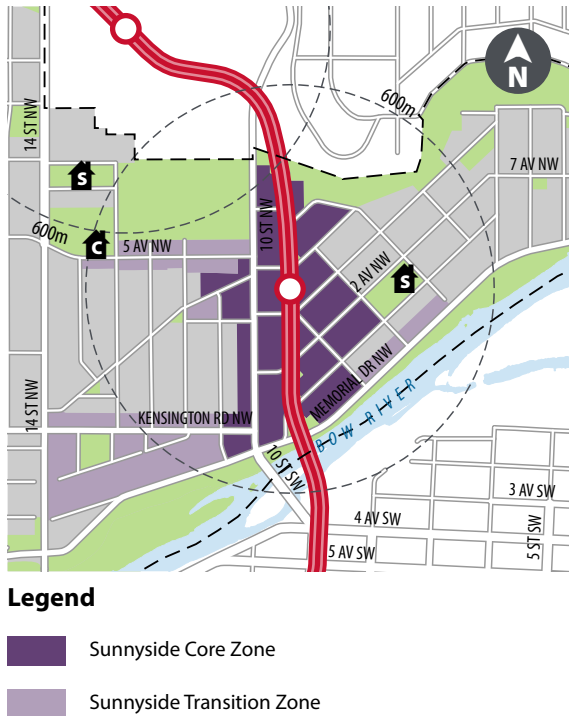 600m
N
14 ST NW
7 AV NW
S
10 ST NW
600m
C
5 AV NW
2 AV NW
S
14 ST NW
KENSINGTON RD NW
MEMORIAL DR NW
BOW RIVER
10 ST SW
3 AV SW
4 AV SW
5 ST SW
5 AV SW
Legend
Sunnyside Core Zone
Sunnyside Transition Zone